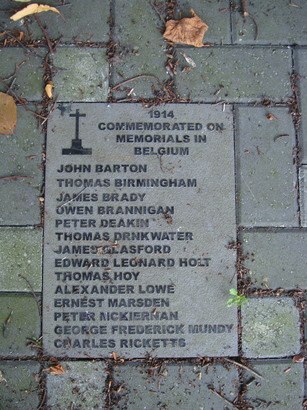 1914
COMMEMORATED ON
MEMORIALS IN
BELGIUM
JOHN BARTON
THOMAS BIRMINGHAM
JAMES BRADY
OWEN BRANNIGAN
PETER DEAKIN
THOMAS DRNKWATER
JAMES GLASFORD
EDWARD LEONARD HOLT
THOMAS HOY
ALEXANDER LOWE
ERNEST MARSDEN
PETER MCKIERNAN
GEORGE FREDERICK MUNDY
CHARLES RICKETTS